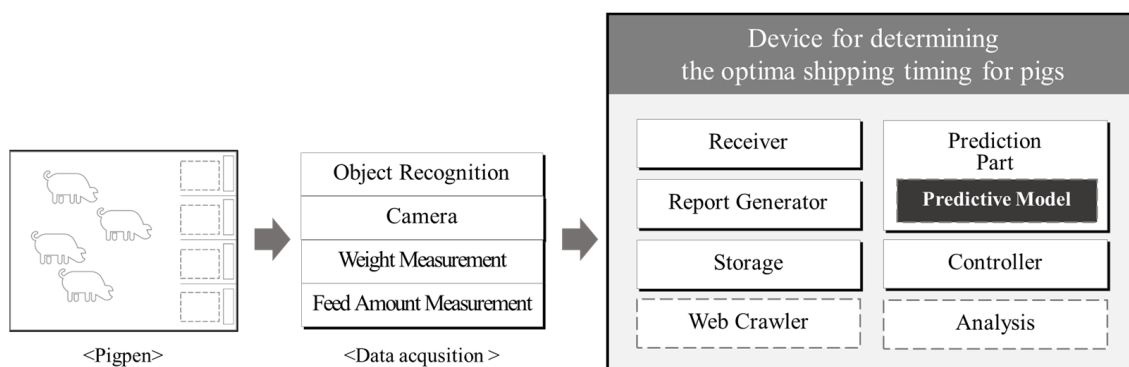 Device for determining
the optima shipping timing for pigs
Object Recognition
Camera
Weight Measurement
Feed Amount Measurement
Receiver
Report Generator
Storage
Web Crawler
Prediction
Part
Predictive Model
Controller
Analysis
<Pigpen>
<Data acqusition >